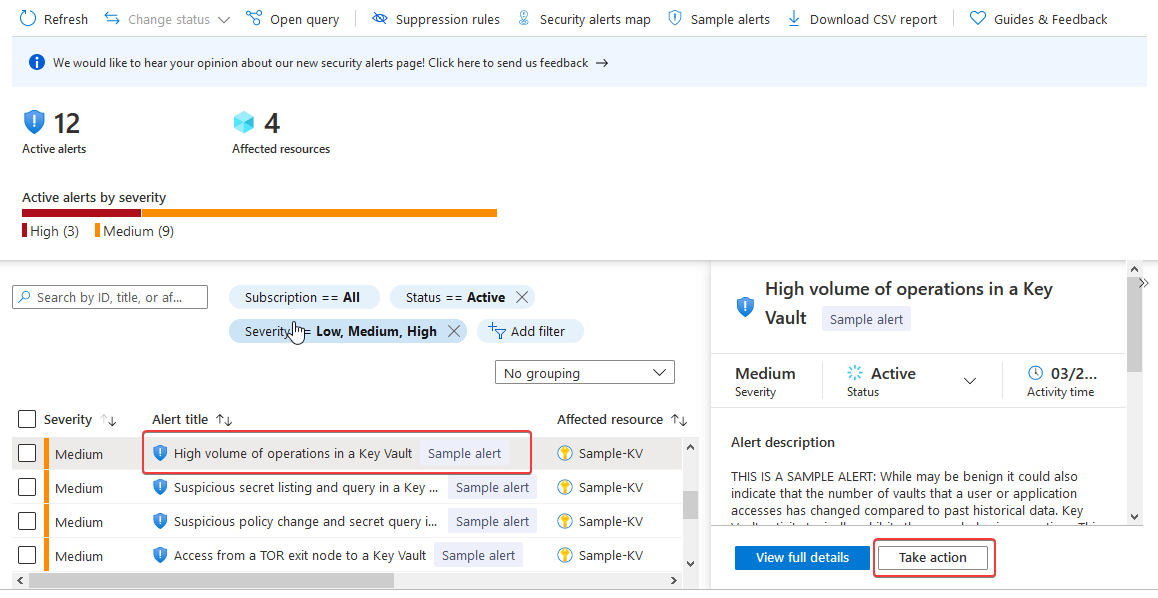 Refresh Change status Open query Suppression rules Security alerts map Sample alerts Download CSV report Guides & Feedback
We would like to hear your opinion about our new security alerts page! Click here to send us feedback →
12
Active alerts
4
Affected resources
Active alerts by severity
High (3) Medium (9)
Search by ID, title, or af...
Subscription == All
Status == Active
Severity = Low, Medium, High
Add filter
No grouping
Severity Alert title Affected resource
Medium High volume of operations in a Key Vault Sample alert Sample-KV
Medium Suspicious secret listing and query in a Key ... Sample alert Sample-KV
Medium Suspicious policy change and secret query i... Sample alert Sample-KV
Medium Access from a TOR exit node to a Key Vault Sample alert Sample-KV
High volume of operations in a Key
Vault Sample alert
Medium
Severity
Active
Status
03/2...
Activity time
Alert description
THIS IS A SAMPLE ALERT: While may be benign it could also
indicate that the number of vaults that a user or application
accesses has changed compared to past historical data. Key
View full details
Take action